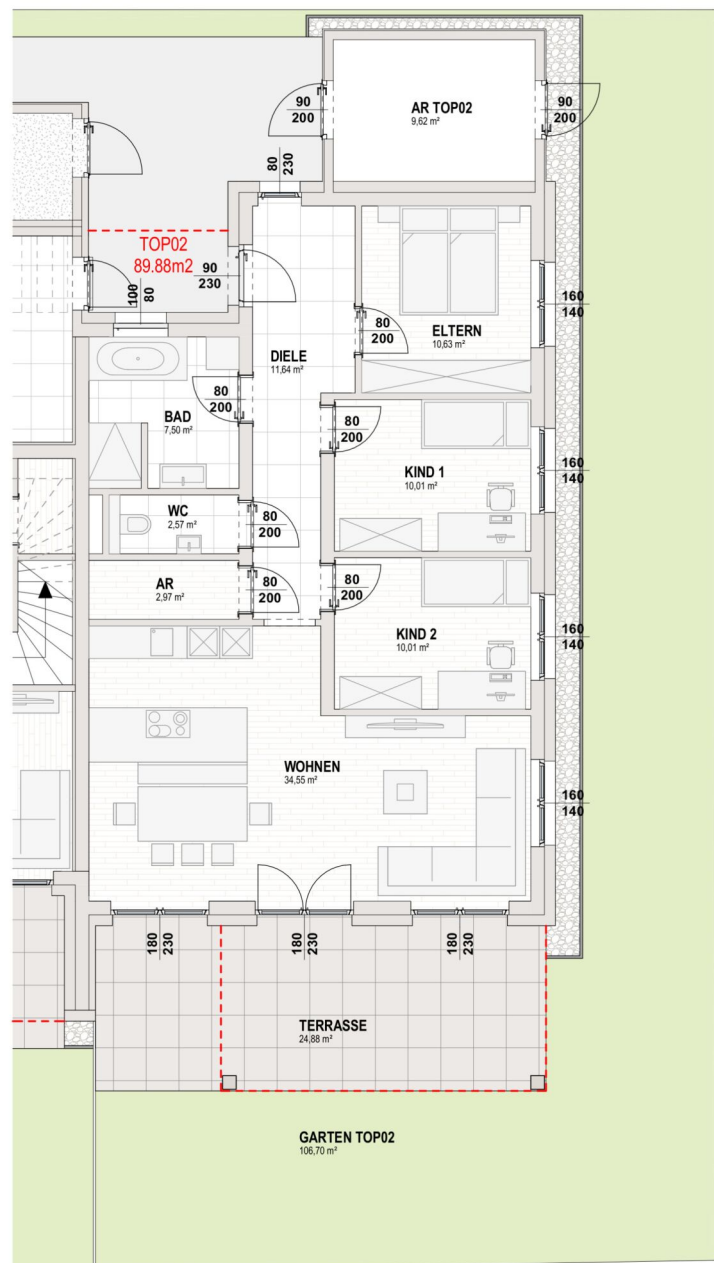 AR TOP02
9,62 m²
90
200
90
200
80
230
TOP02
89.88m2
90
230
100
80
DIELE
11,64 m²
80
200
ELTERN
10,63 m²
160
140
BAD
7,50 m²
80
200
80
200
KIND 1
10,01 m²
160
140
WC
2,57 m²
80
200
AR
2,97 m²
80
200
80
200
KIND 2
10,01 m²
160
140
WOHNEN
34,55 m²
160
140
180
230
180
230
180
230
TERRASSE
24,88 m²
GARTEN TOP02
106,70 m²